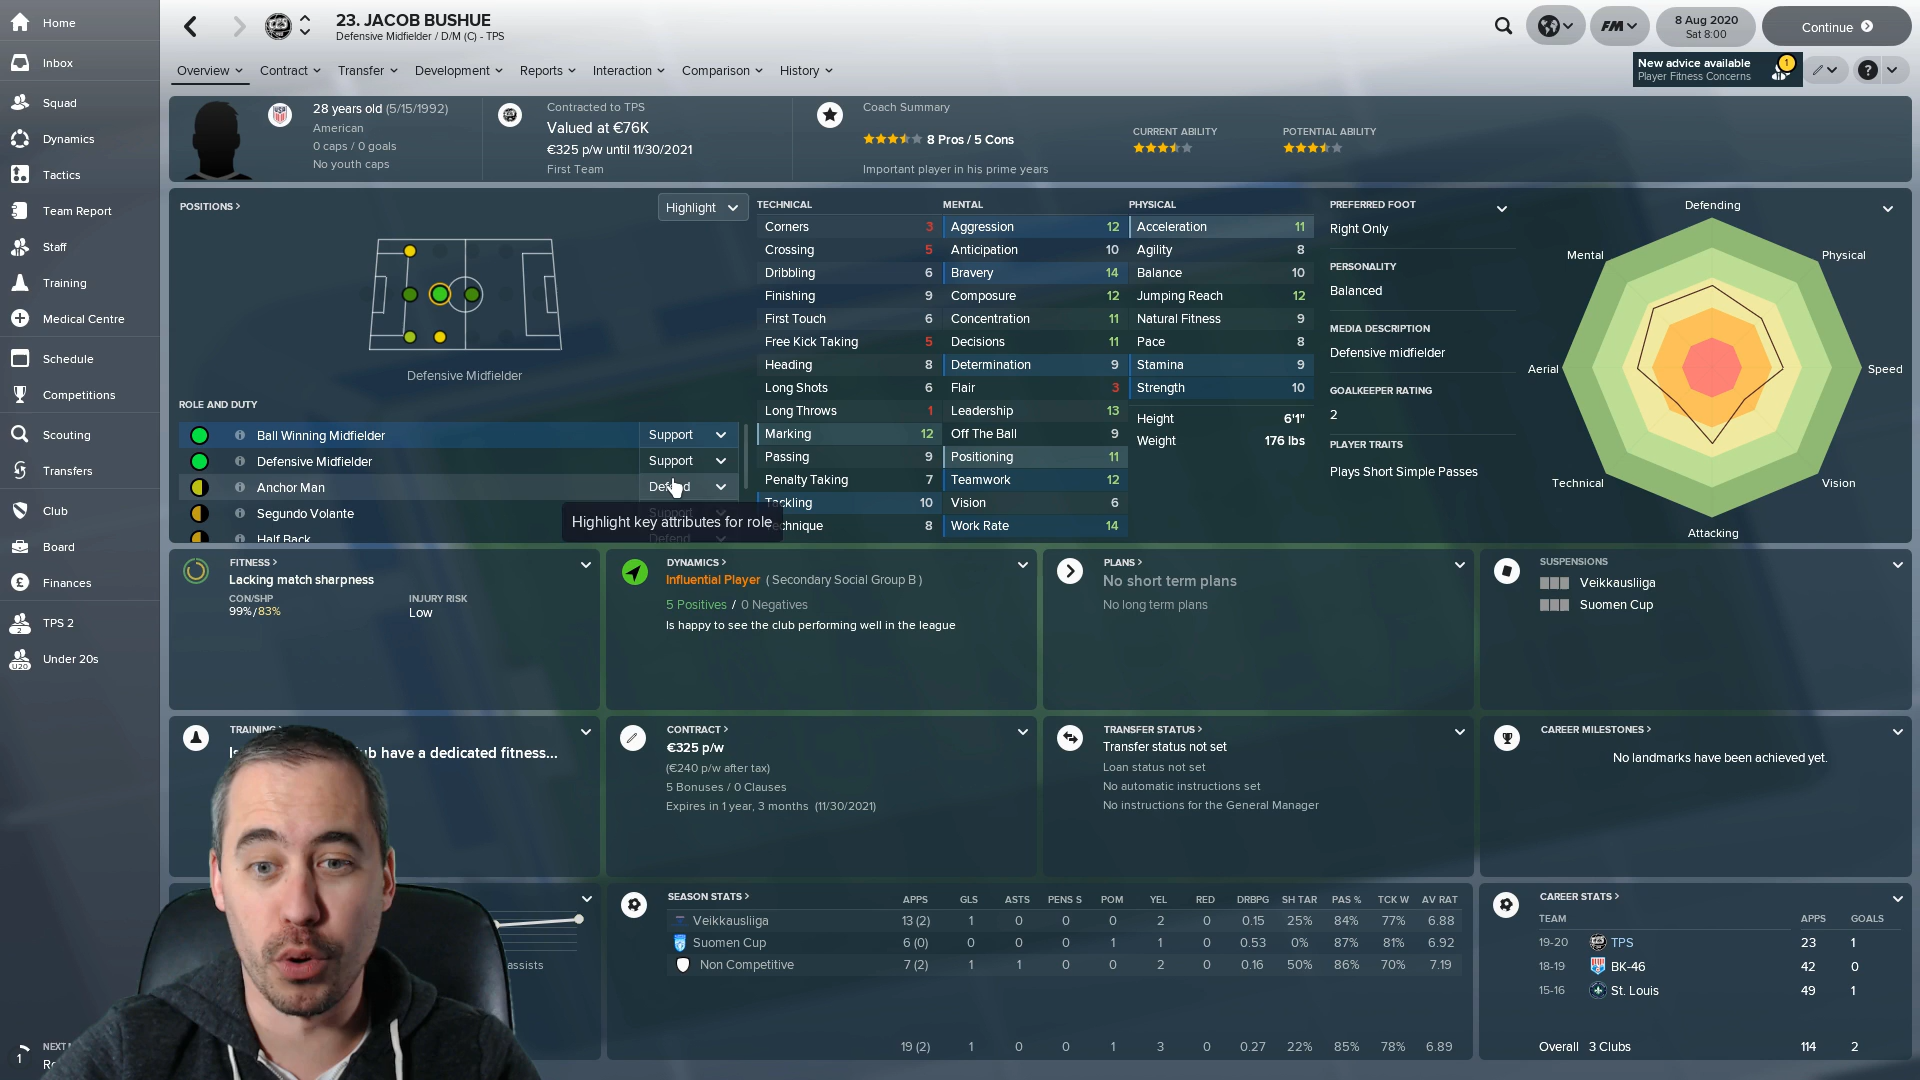 Home
Inbox
Squad
Dynamics
Tactics
Team Report
Staff
Training
Medical Centre
Schedule
Competitions
Scouting
Transfers
Club
Board
Finances
TPS 2
Under 20s
23. JACOB BUSHUE
Defensive Midfielder / D/M (C) - TPS
FM
8 Aug 2020
Sat 8:00
Continue
Overview
Contract
Transfer
Development
Reports
Interaction
Comparison
History
New advice available
Player Fitness Concerns
1
28 years old (5/15/1992)
American
0 caps / 0 goals
No youth caps
Contracted to TPS
Valued at €76K
€325 p/w until 11/30/2021
First Team
Coach Summary
8 Pros / 5 Cons
Important player in his prime years
CURRENT ABILITY
POTENTIAL ABILITY
POSITIONS >
Highlight
Defensive Midfielder
ROLE AND DUTY
Ball Winning Midfielder Support
Defensive Midfielder Support
Anchor Man
Segundo Volante Support
Half Back Defend
Highlight key attributes for role
TECHNICAL
Corners 3
Crossing 5
Dribbling 6
Finishing 9
First Touch 6
Free Kick Taking 5
Heading 8
Long Shots 6
Long Throws 1
Marking 12
Passing 9
Penalty Taking 7
Tackling 10
8
MENTAL
Aggression 12
Anticipation 10
Bravery 14
Composure 12
Concentration 11
Decisions 11
Determination 9
Flair 3
Leadership 13
Off The Ball 9
Positioning 11
Teamwork 12
Vision 6
Work Rate 14
PHYSICAL
Acceleration 11
Agility 8
Balance 10
Jumping Reach 12
Natural Fitness 9
Pace 8
Stamina 9
Strength 10
Height 6'1"
Weight 176 lbs
PREFERRED FOOT
Right Only
PERSONALITY
Balanced
MEDIA DESCRIPTION
Defensive midfielder
GOALKEEPER RATING
2
PLAYER TRAITS
Plays Short Simple Passes
Defending
Mental Physical
Aerial Speed
Technical Vision
Attacking
FITNESS >
Lacking match sharpness
CON/SHP INJURY RISK
99%/83% Low
DYNAMICS >
Influential Player ( Secondary Social Group B )
5 Positives / 0 Negatives
Is happy to see the club performing well in the league
PLANS >
No short term plans
No long term plans
SUSPENSIONS
Veikkausliiga
Suomen Cup
TRAINING >
have a dedicated fitness...
CONTRACT >
€325 p/w
(€240 p/w after tax)
5 Bonuses / 0 Clauses
Expires in 1 year, 3 months (11/30/2021)
TRANSFER STATUS >
Transfer status not set
Loan status not set
No automatic instructions set
No instructions for the General Manager
CAREER MILESTONES >
No landmarks have been achieved yet.
assists
SEASON STATS > APPS GLS ASTS PENS S POM YEL RED DRBPG SH TAR PAS % TCK W AV RAT
Veikkausliiga 13 (2) 1 0 0 0 2 0 0.15 25% 84% 77% 6.88
Suomen Cup 6 (0) 0 0 0 1 1 0 0.53 0% 87% 81% 6.92
Non Competitive 7 (2) 1 1 0 0 2 0 0.16 50% 86% 70% 7.19
19 (2) 1 0 0 1 3 0 0.27 22% 85% 78% 6.89
CAREER STATS >
TEAM APPS GOALS
19-20 TPS 23 1
18-19 BK-46 42 0
15-16 St. Louis 49 1
Overall 3 Clubs 114 2
1